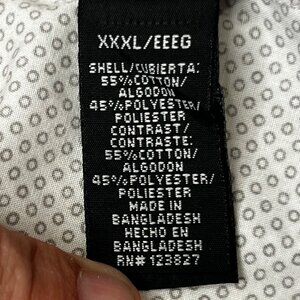 XXXL/EEEG
SHELL/CUBIERTA:
55%COTTON/
ALGODON
45%POLYESTER/
POLIESTER
CONTRAST/
CONTRASTE:
55%COTTON/
ALGODON
45%POLYESTER/
POLIESTER
MADE IN
BANGLADESH
HECHO EN
BANGLADESH
RN# 123827